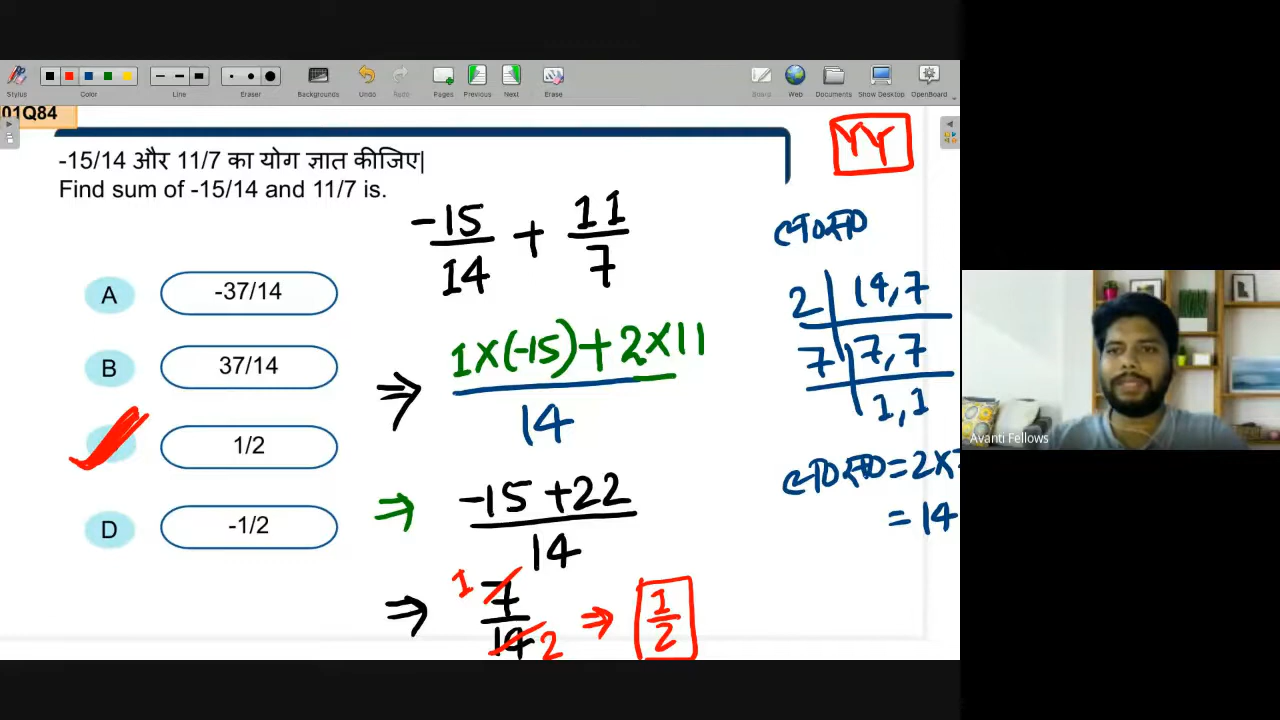 Stylus Color Line Eraser Backgrounds Undo Redo Pages Previous Next Erase Board Web Documents Show Desktop OpenBoard
01Q84
-15/14 और 11/7 का योग ज्ञात कीजिए|
Find sum of -15/14 and 11/7 is.
A -37/14
B 37/14
1/2
D -1/2
-15/14 + 11/7
⇒ 1×(-15)+2×11/14
⇒ -15+22/14
⇒ 7/14 1 2 ⇒ 1/2
2 | 14,7
7 | 7,7
1,1
= 2×7
= 14
Avanti Fellows